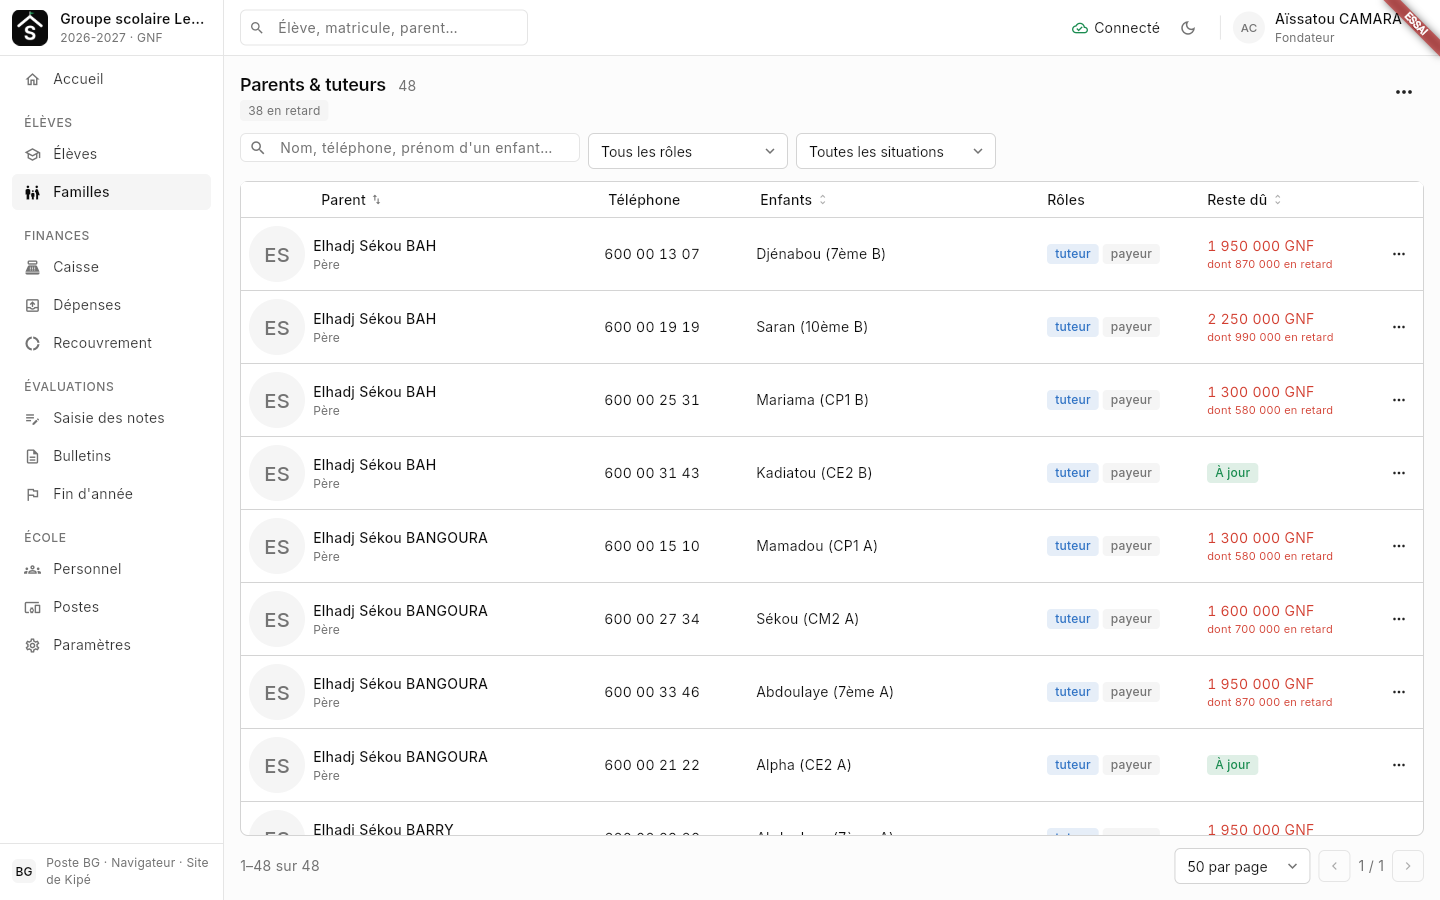 Groupe scolaire Le…
2026-2027 · GNF
Élève, matricule, parent…
Connecté
AC
Aïssatou CAMARA
Fondateur
ESSAI
Accueil
ÉLÈVES
Élèves
Familles
FINANCES
Caisse
Dépenses
Recouvrement
ÉVALUATIONS
Saisie des notes
Bulletins
Fin d'année
ÉCOLE
Personnel
Postes
Paramètres
BG
Poste BG · Navigateur · Site
de Kipé
Parents & tuteurs 48
38 en retard
Nom, téléphone, prénom d'un enfant…
Tous les rôles
Toutes les situations
Parent Téléphone Enfants Rôles Reste dû
ES Elhadj Sékou BAH 600 00 13 07 Djénabou (7ème B) tuteur payeur 1 950 000 GNF
Père dont 870 000 en retard
ES Elhadj Sékou BAH 600 00 19 19 Saran (10ème B) tuteur payeur 2 250 000 GNF
Père dont 990 000 en retard
ES Elhadj Sékou BAH 600 00 25 31 Mariama (CP1 B) tuteur payeur 1 300 000 GNF
Père dont 580 000 en retard
ES Elhadj Sékou BAH 600 00 31 43 Kadiatou (CE2 B) tuteur payeur À jour
Père
ES Elhadj Sékou BANGOURA 600 00 15 10 Mamadou (CP1 A) tuteur payeur 1 300 000 GNF
Père dont 580 000 en retard
ES Elhadj Sékou BANGOURA 600 00 27 34 Sékou (CM2 A) tuteur payeur 1 600 000 GNF
Père dont 700 000 en retard
ES Elhadj Sékou BANGOURA 600 00 33 46 Abdoulaye (7ème A) tuteur payeur 1 950 000 GNF
Père dont 870 000 en retard
ES Elhadj Sékou BANGOURA 600 00 21 22 Alpha (CE2 A) tuteur payeur À jour
Père
Elhadj Sékou BARRY 1 950 000 GNF
1–48 sur 48
50 par page
1 / 1